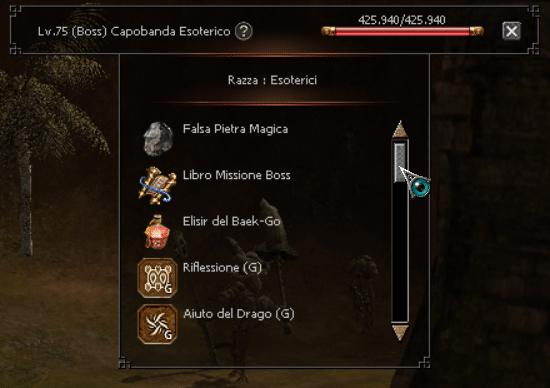 425.940/425.940
Lv.75 (Boss) Capobanda Esoterico ?
Razza : Esoterici
Falsa Pietra Magica
Libro Missione Boss
Elisir del Baek-Go
Riflessione (G)
G
Aiuto del Drago (G)
G